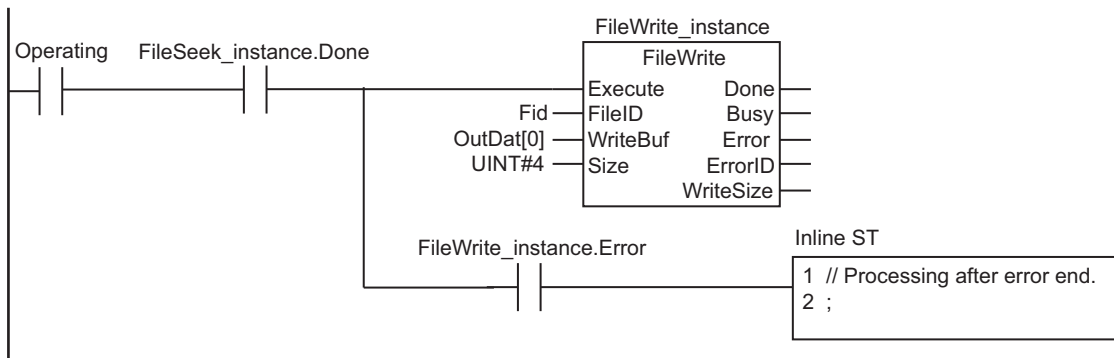 FileWrite_instance
Operating FileSeek_instance.Done FileWrite
Execute Done
Fid FileID Busy
OutDat[0] WriteBuf Error
UINT#4 Size ErrorID
WriteSize
FileWrite_instance.Error Inline ST
1 // Processing after error end.
2 ;